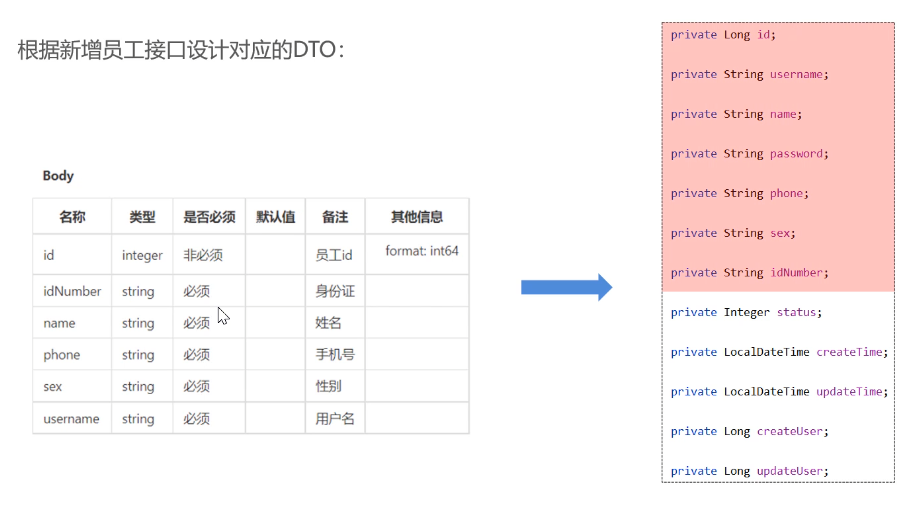 根据新增员工接口设计对应的DTO：
Body
名称 类型 是否必须 默认值 备注 其他信息
id integer 非必须 员工id format: int64
idNumber string 必须 身份证
name string 必须 姓名
phone string 必须 手机号
sex string 必须 性别
username string 必须 用户名
private Long id;
private String username;
private String name;
private String password;
private String phone;
private String sex;
private String idNumber;
private Integer status;
private LocalDateTime createTime;
private LocalDateTime updateTime;
private Long createUser;
private Long updateUser;